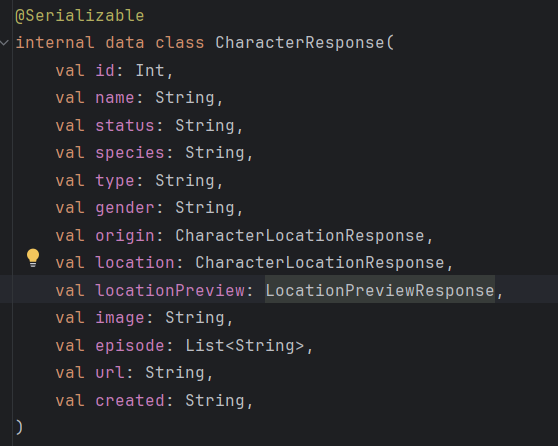 @Serializable
internal data class CharacterResponse(
    val id: Int,
    val name: String,
    val status: String,
    val species: String,
    val type: String,
    val gender: String,
    val origin: CharacterLocationResponse,
    val location: CharacterLocationResponse,
    val locationPreview: LocationPreviewResponse,
    val image: String,
    val episode: List<String>,
    val url: String,
    val created: String,
)